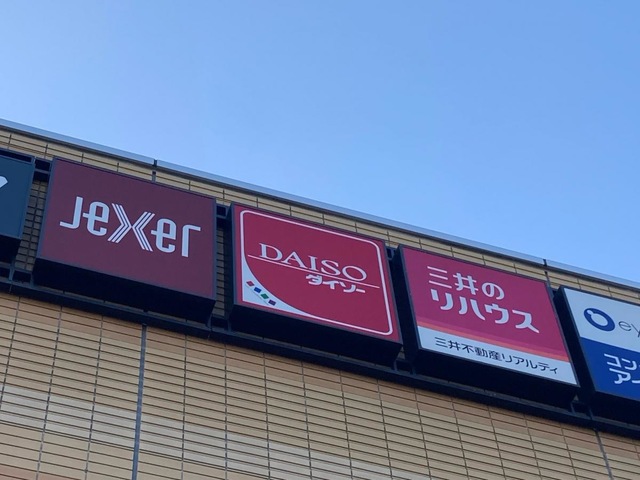 JEXER
DAISO
ダイソー
三井の
リハウス
三井不動産リアルティ
ey
コン
ア